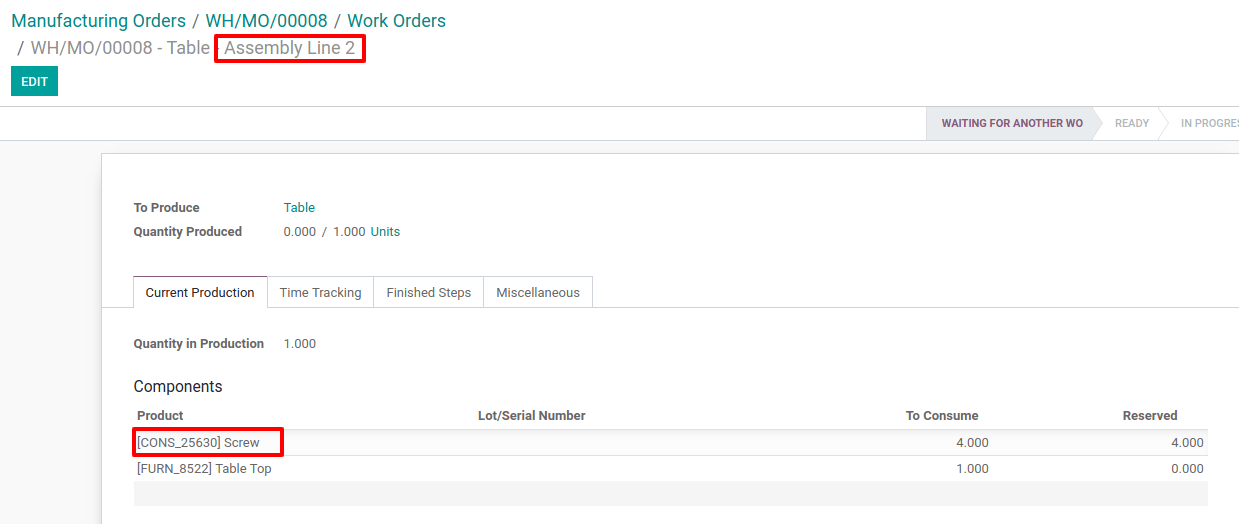 Manufacturing Orders / WH/MO/00008 / Work Orders
/ WH/MO/00008 - Table - Assembly Line 2
EDIT
WAITING FOR ANOTHER WO READY IN PROGRES
To Produce Table
Quantity Produced 0.000 / 1.000 Units
Current Production Time Tracking Finished Steps Miscellaneous
Quantity in Production 1.000
Components
Product Lot/Serial Number To Consume Reserved
[CONS_25630] Screw 4.000 4.000
[FURN_8522] Table Top 1.000 0.000